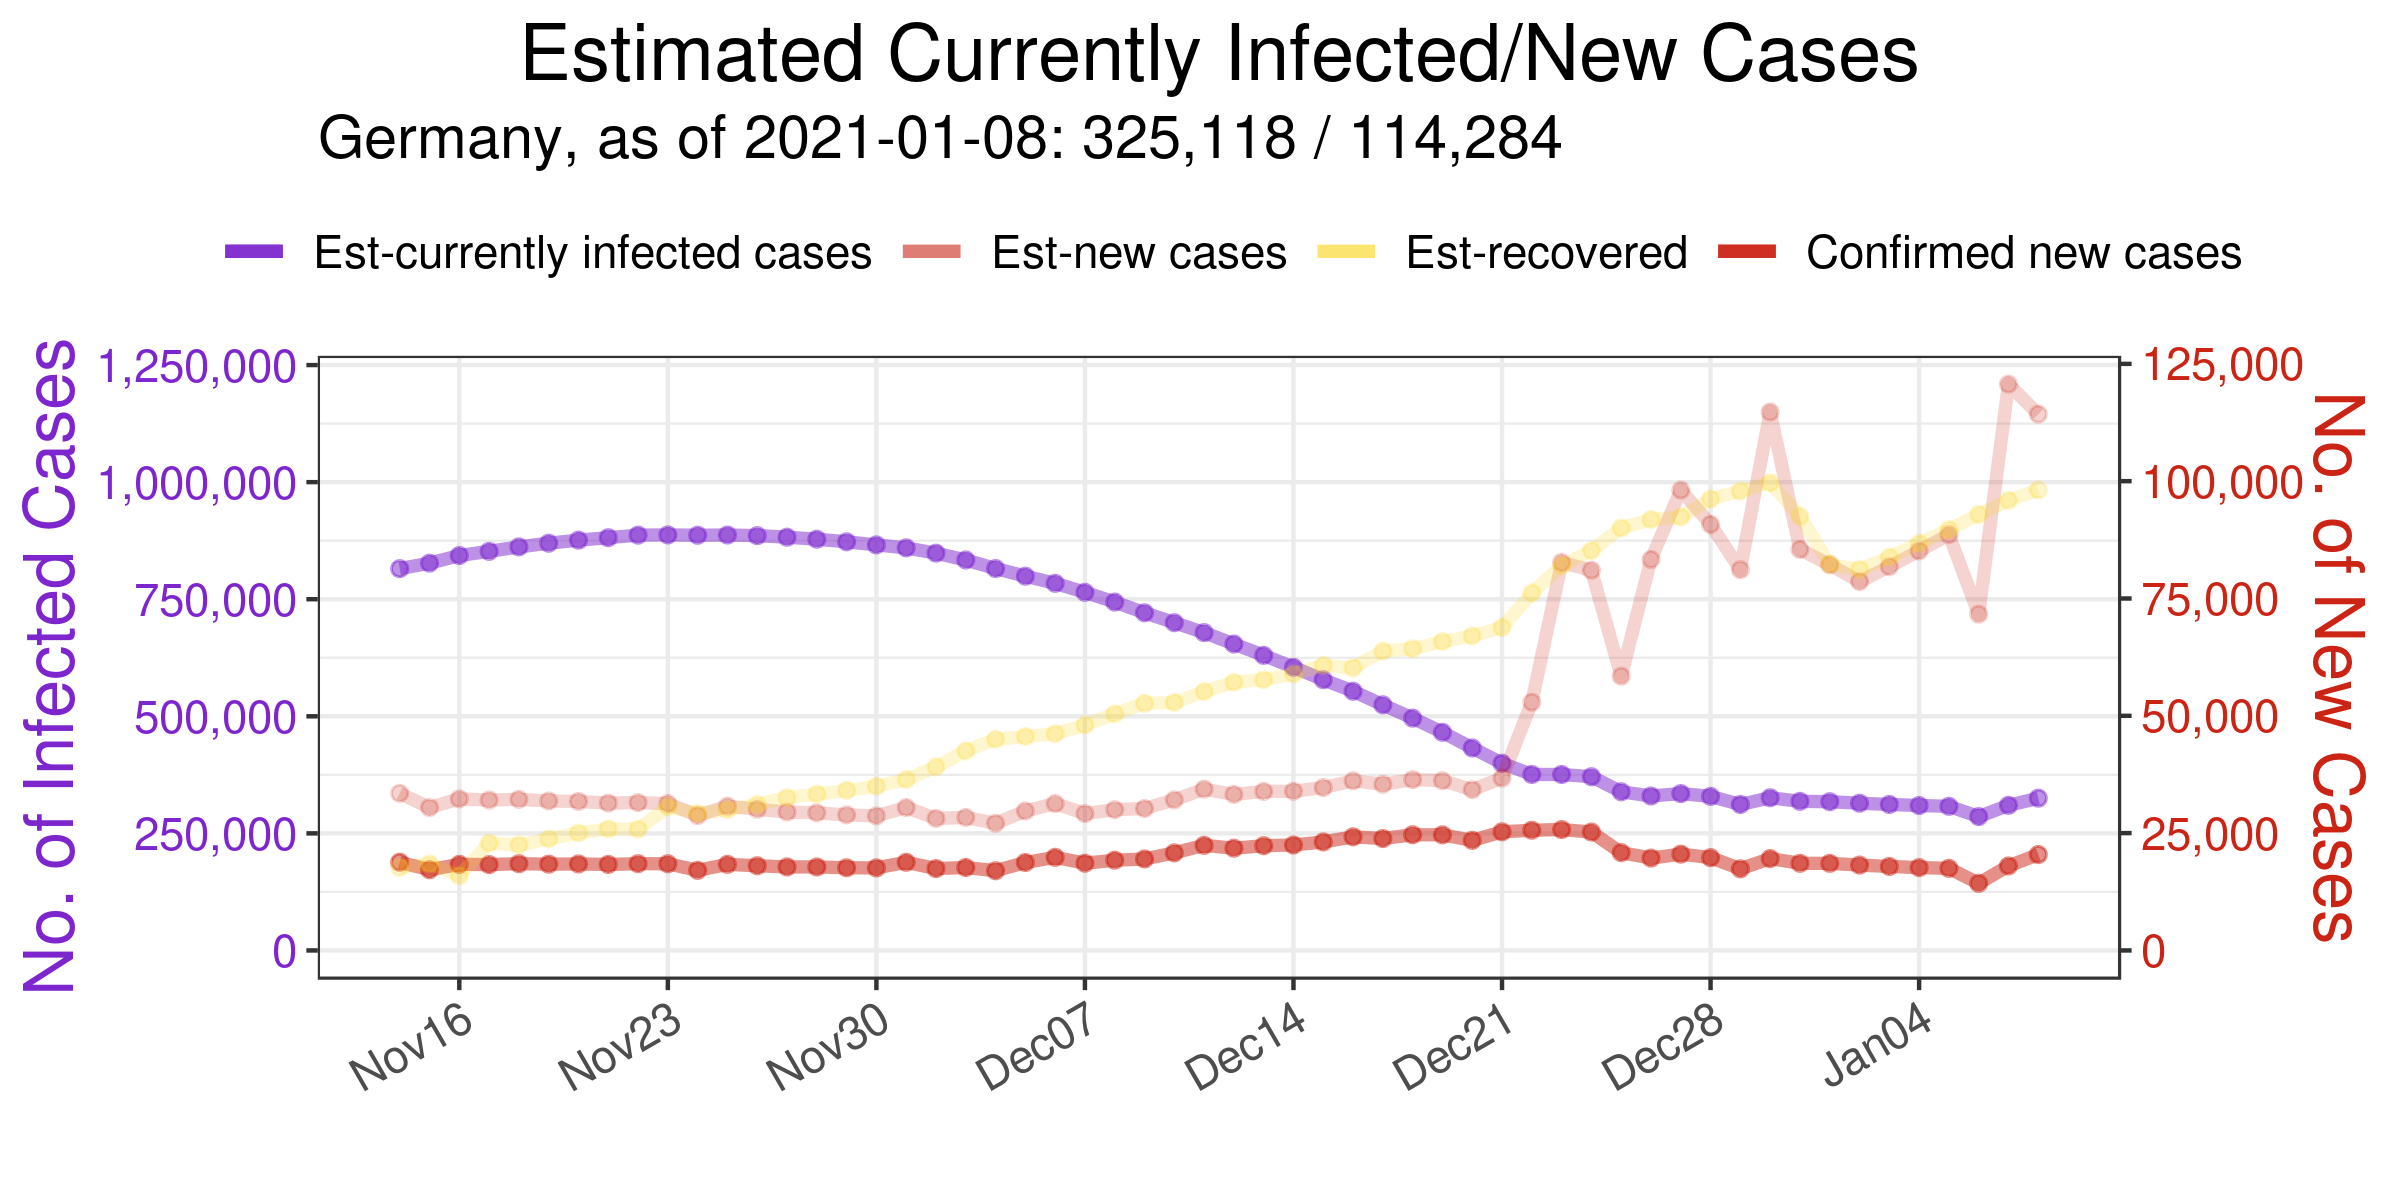 Estimated Currently Infected/New Cases
Germany, as of 2021-01-08: 325,118 / 114,284
Est-currently infected cases
Est-new cases
Est-recovered
Confirmed new cases
No. of Infected Cases
1,250,000
1,000,000
750,000
500,000
250,000
0
125,000
100,000
75,000
50,000
25,000
0
No. of New Cases
Nov16
Nov23
Nov30
Dec07
Dec14
Dec21
Dec28
Jan04